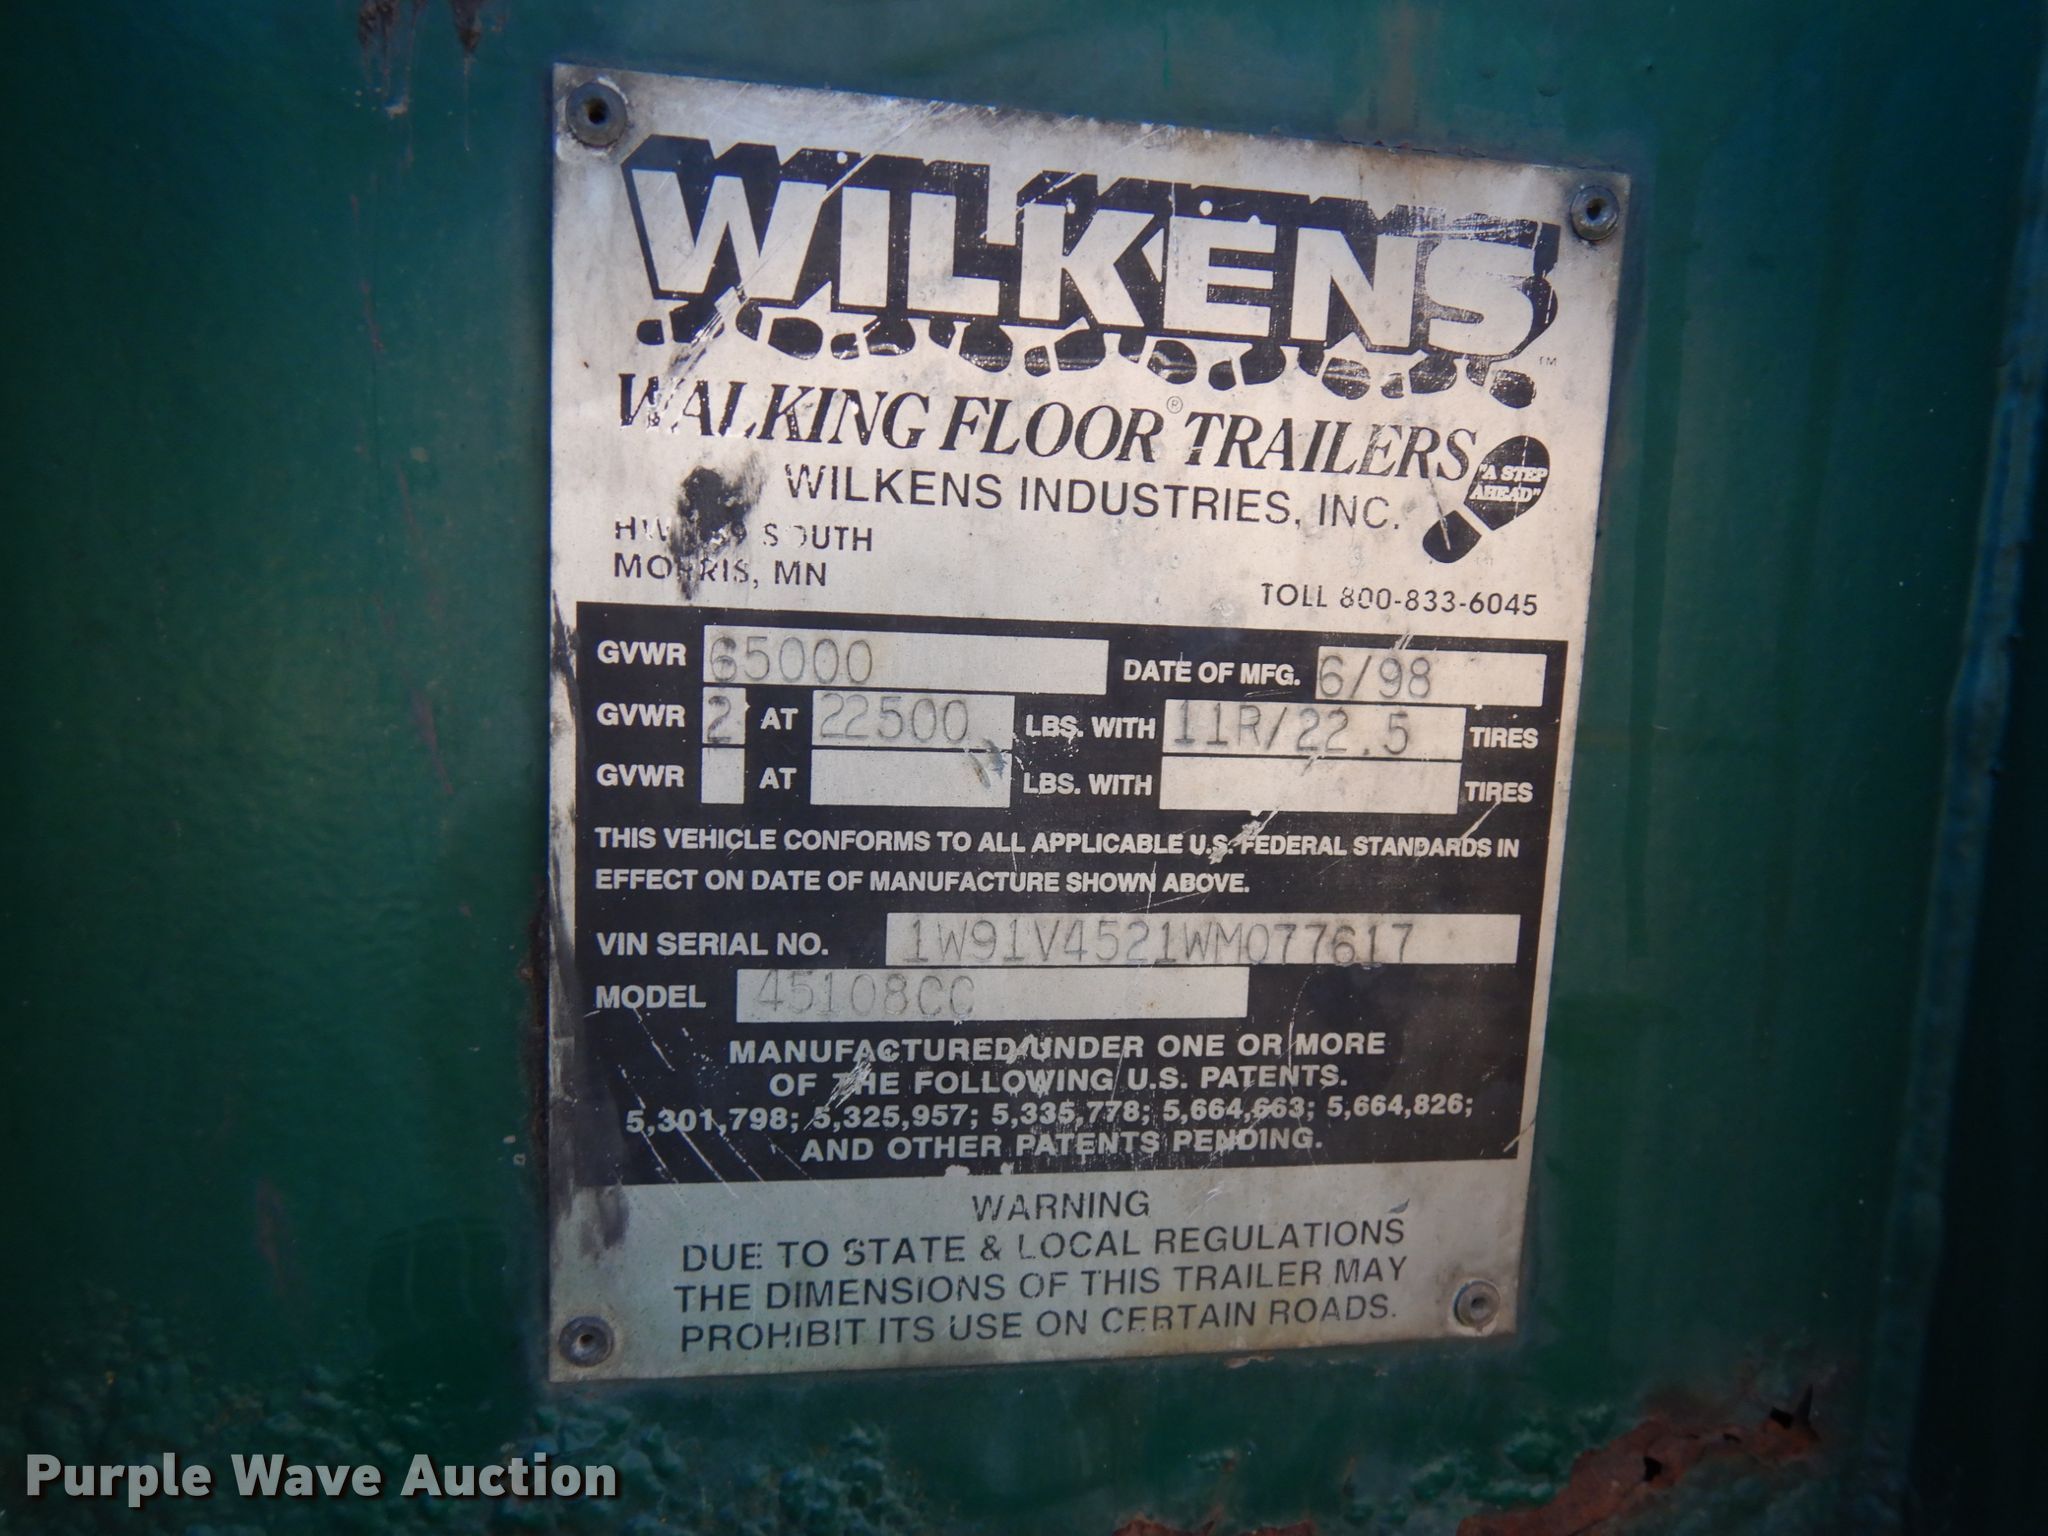 WILKENS™
WALKING FLOOR® TRAILERS
"A STEP AHEAD"
WILKENS INDUSTRIES, INC.
SOUTH
MORRIS, MN
TOLL 800-833-6045
GVWR 65000 DATE OF MFG. 6/98
GVWR 2 AT 22500 LBS. WITH 11R/22.5 TIRES
GVWR AT LBS. WITH TIRES
THIS VEHICLE CONFORMS TO ALL APPLICABLE U.S. FEDERAL STANDARDS IN
EFFECT ON DATE OF MANUFACTURE SHOWN ABOVE.
VIN SERIAL NO. 1W91V4521WM077617
MODEL 45108CC
MANUFACTURED UNDER ONE OR MORE
OF THE FOLLOWING U.S. PATENTS.
5,301,798; 5,325,957; 5,335,778; 5,664,663; 5,664,826;
AND OTHER PATENTS PENDING.
WARNING
DUE TO STATE & LOCAL REGULATIONS
THE DIMENSIONS OF THIS TRAILER MAY
PROHIBIT ITS USE ON CERTAIN ROADS.
Purple Wave Auction